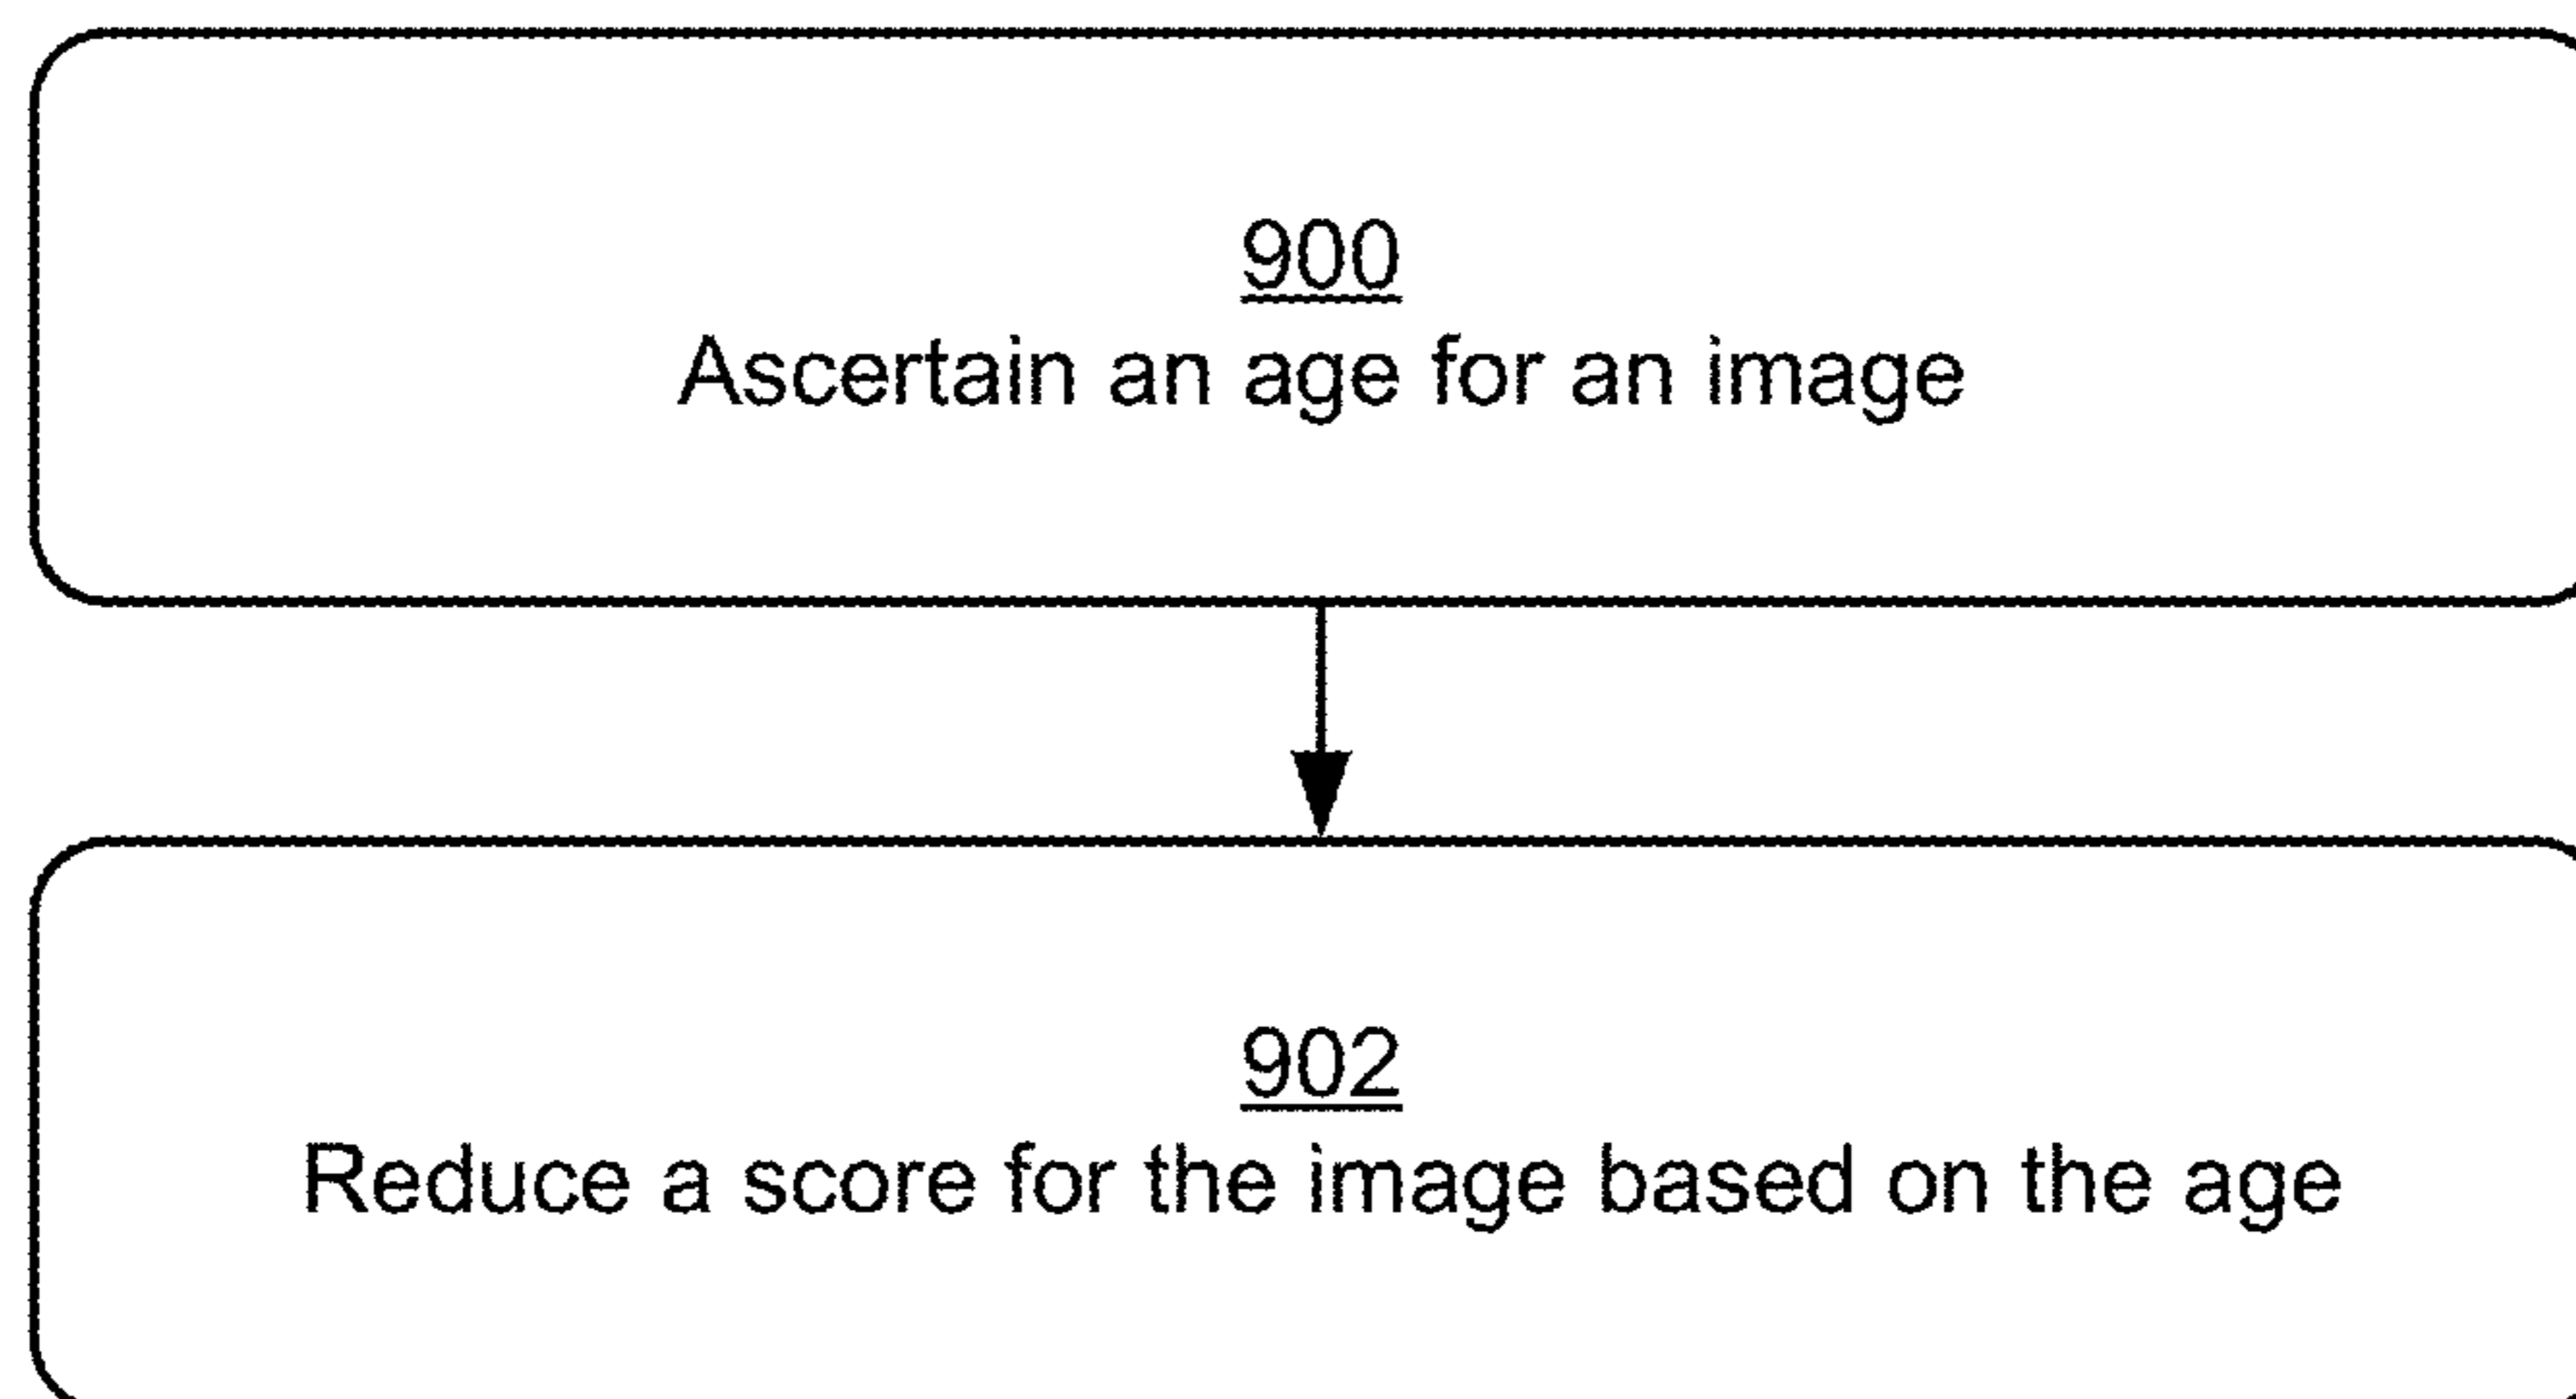 900
Ascertain an age for an image
902
Reduce a score for the image based on the age